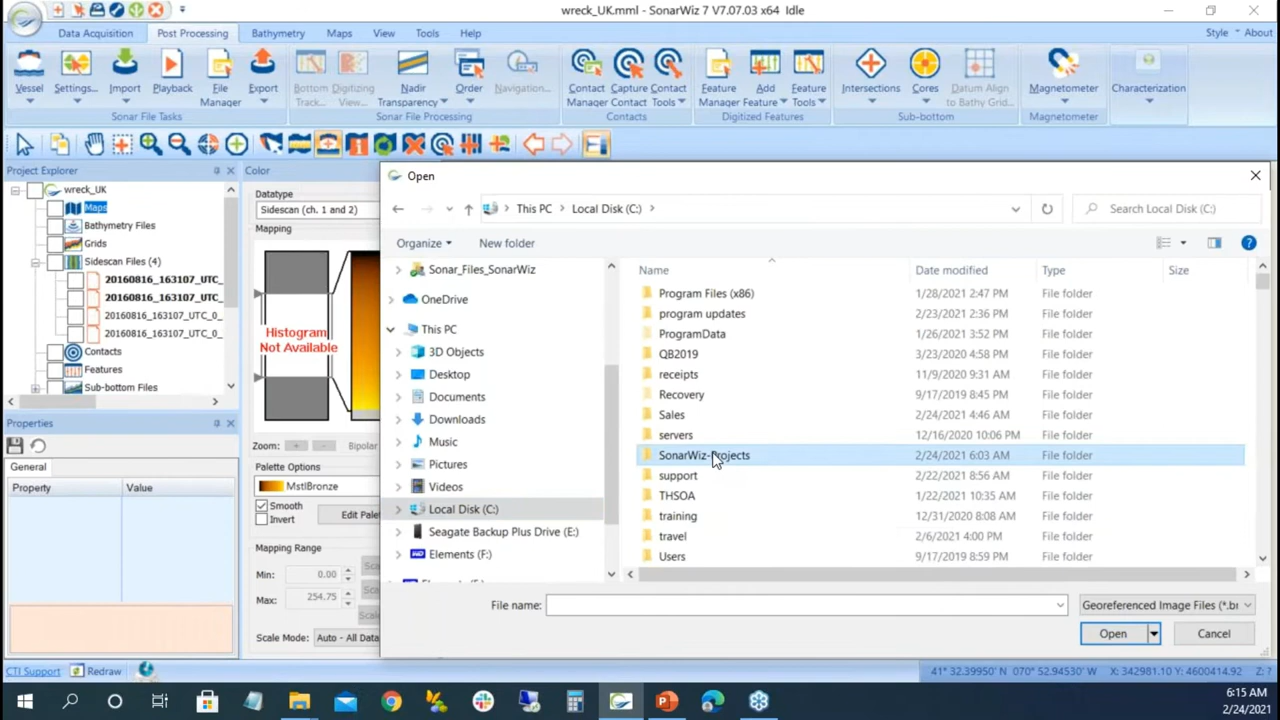 wreck_UK.mml - SonarWiz 7 V7.07.03 x64 Idle
Data Acquisition Post Processing Bathymetry Maps View Tools Help Style About
Vessel Settings... Import Playback File Manager Export
Sonar File Tasks
Bottom Track... Digitizing View... Nadir Transparency Order Navigation...
Sonar File Processing
Contact Manager Capture Contact Contact Tools
Contacts
Feature Manager Add Feature Feature Tools
Digitized Features
Intersections Cores Datum Align to Bathy Grid...
Sub-bottom
Magnetometer
Magnetometer
Characterization
Project Explorer
wreck_UK
Maps
Bathymetry Files
Grids
Sidescan Files (4)
20160816_163107_UTC_
20160816_163107_UTC_
20160816_163107_UTC_0_
20160816_163107_UTC_0_
Contacts
Features
Sub-bottom Files
Properties
General
Property Value
Color
Datatype
Sidescan (ch. 1 and 2)
Mapping
Histogram
Not Available
Zoom: + - Bipolar
Palette Options
MstlBronze
Smooth
Invert
Edit Pale
Mapping Range
Min: 0.00
Max: 254.75
Scale Mode: Auto - All Data
Open
This PC Local Disk (C:)
Search Local Disk (C:)
Organize New folder
Sonar_Files_SonarWiz
OneDrive
This PC
3D Objects
Desktop
Documents
Downloads
Music
Pictures
Videos
Local Disk (C:)
Seagate Backup Plus Drive (E:)
Elements (F:)
Name Date modified Type Size
Program Files (x86) 1/28/2021 2:47 PM File folder
program updates 2/23/2021 2:36 PM File folder
ProgramData 1/26/2021 3:52 PM File folder
QB2019 3/23/2020 4:58 PM File folder
receipts 11/9/2020 9:31 AM File folder
Recovery 9/17/2019 8:45 PM File folder
Sales 2/24/2021 4:46 AM File folder
servers 12/16/2020 10:06 PM File folder
SonarWiz-Projects 2/24/2021 6:03 AM File folder
support 2/22/2021 8:56 AM File folder
THSOA 1/22/2021 10:35 AM File folder
training 12/31/2020 8:08 AM File folder
travel 2/6/2021 4:00 PM File folder
Users 9/17/2019 8:59 PM File folder
File name:
Georeferenced Image Files (*.br
Open Cancel
CTI Support Redraw
41° 32.39950' N 070° 52.94530' W X: 342981.10 Y: 4600414.92 Z: ?
6:15 AM
2/24/2021